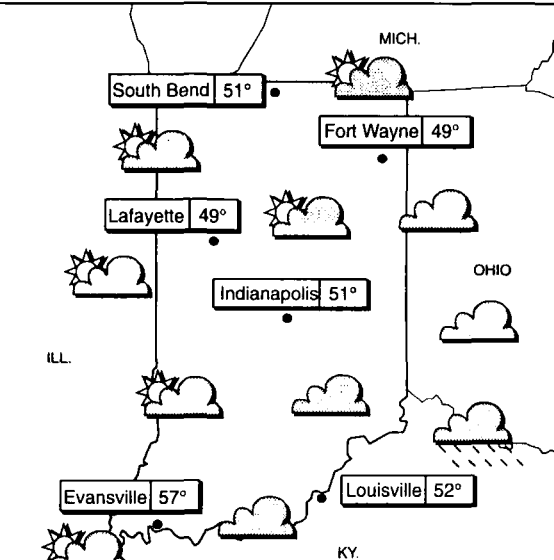 MICH.
South Bend 51°
Fort Wayne 49°
Lafayette 49°
OHIO
Indianapolis 51°
ILL.
Evansville 57°
Louisville 52°
KY.